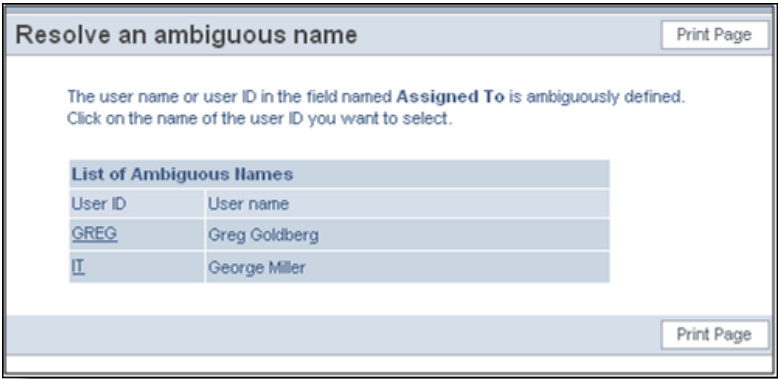 Resolve an ambiguous name
Print Page
The user name or user ID in the field named Assigned To is ambiguously defined.
Click on the name of the user ID you want to select.
List of Ambiguous Names
User ID User name
GREG Greg Goldberg
IT George Miller
Print Page